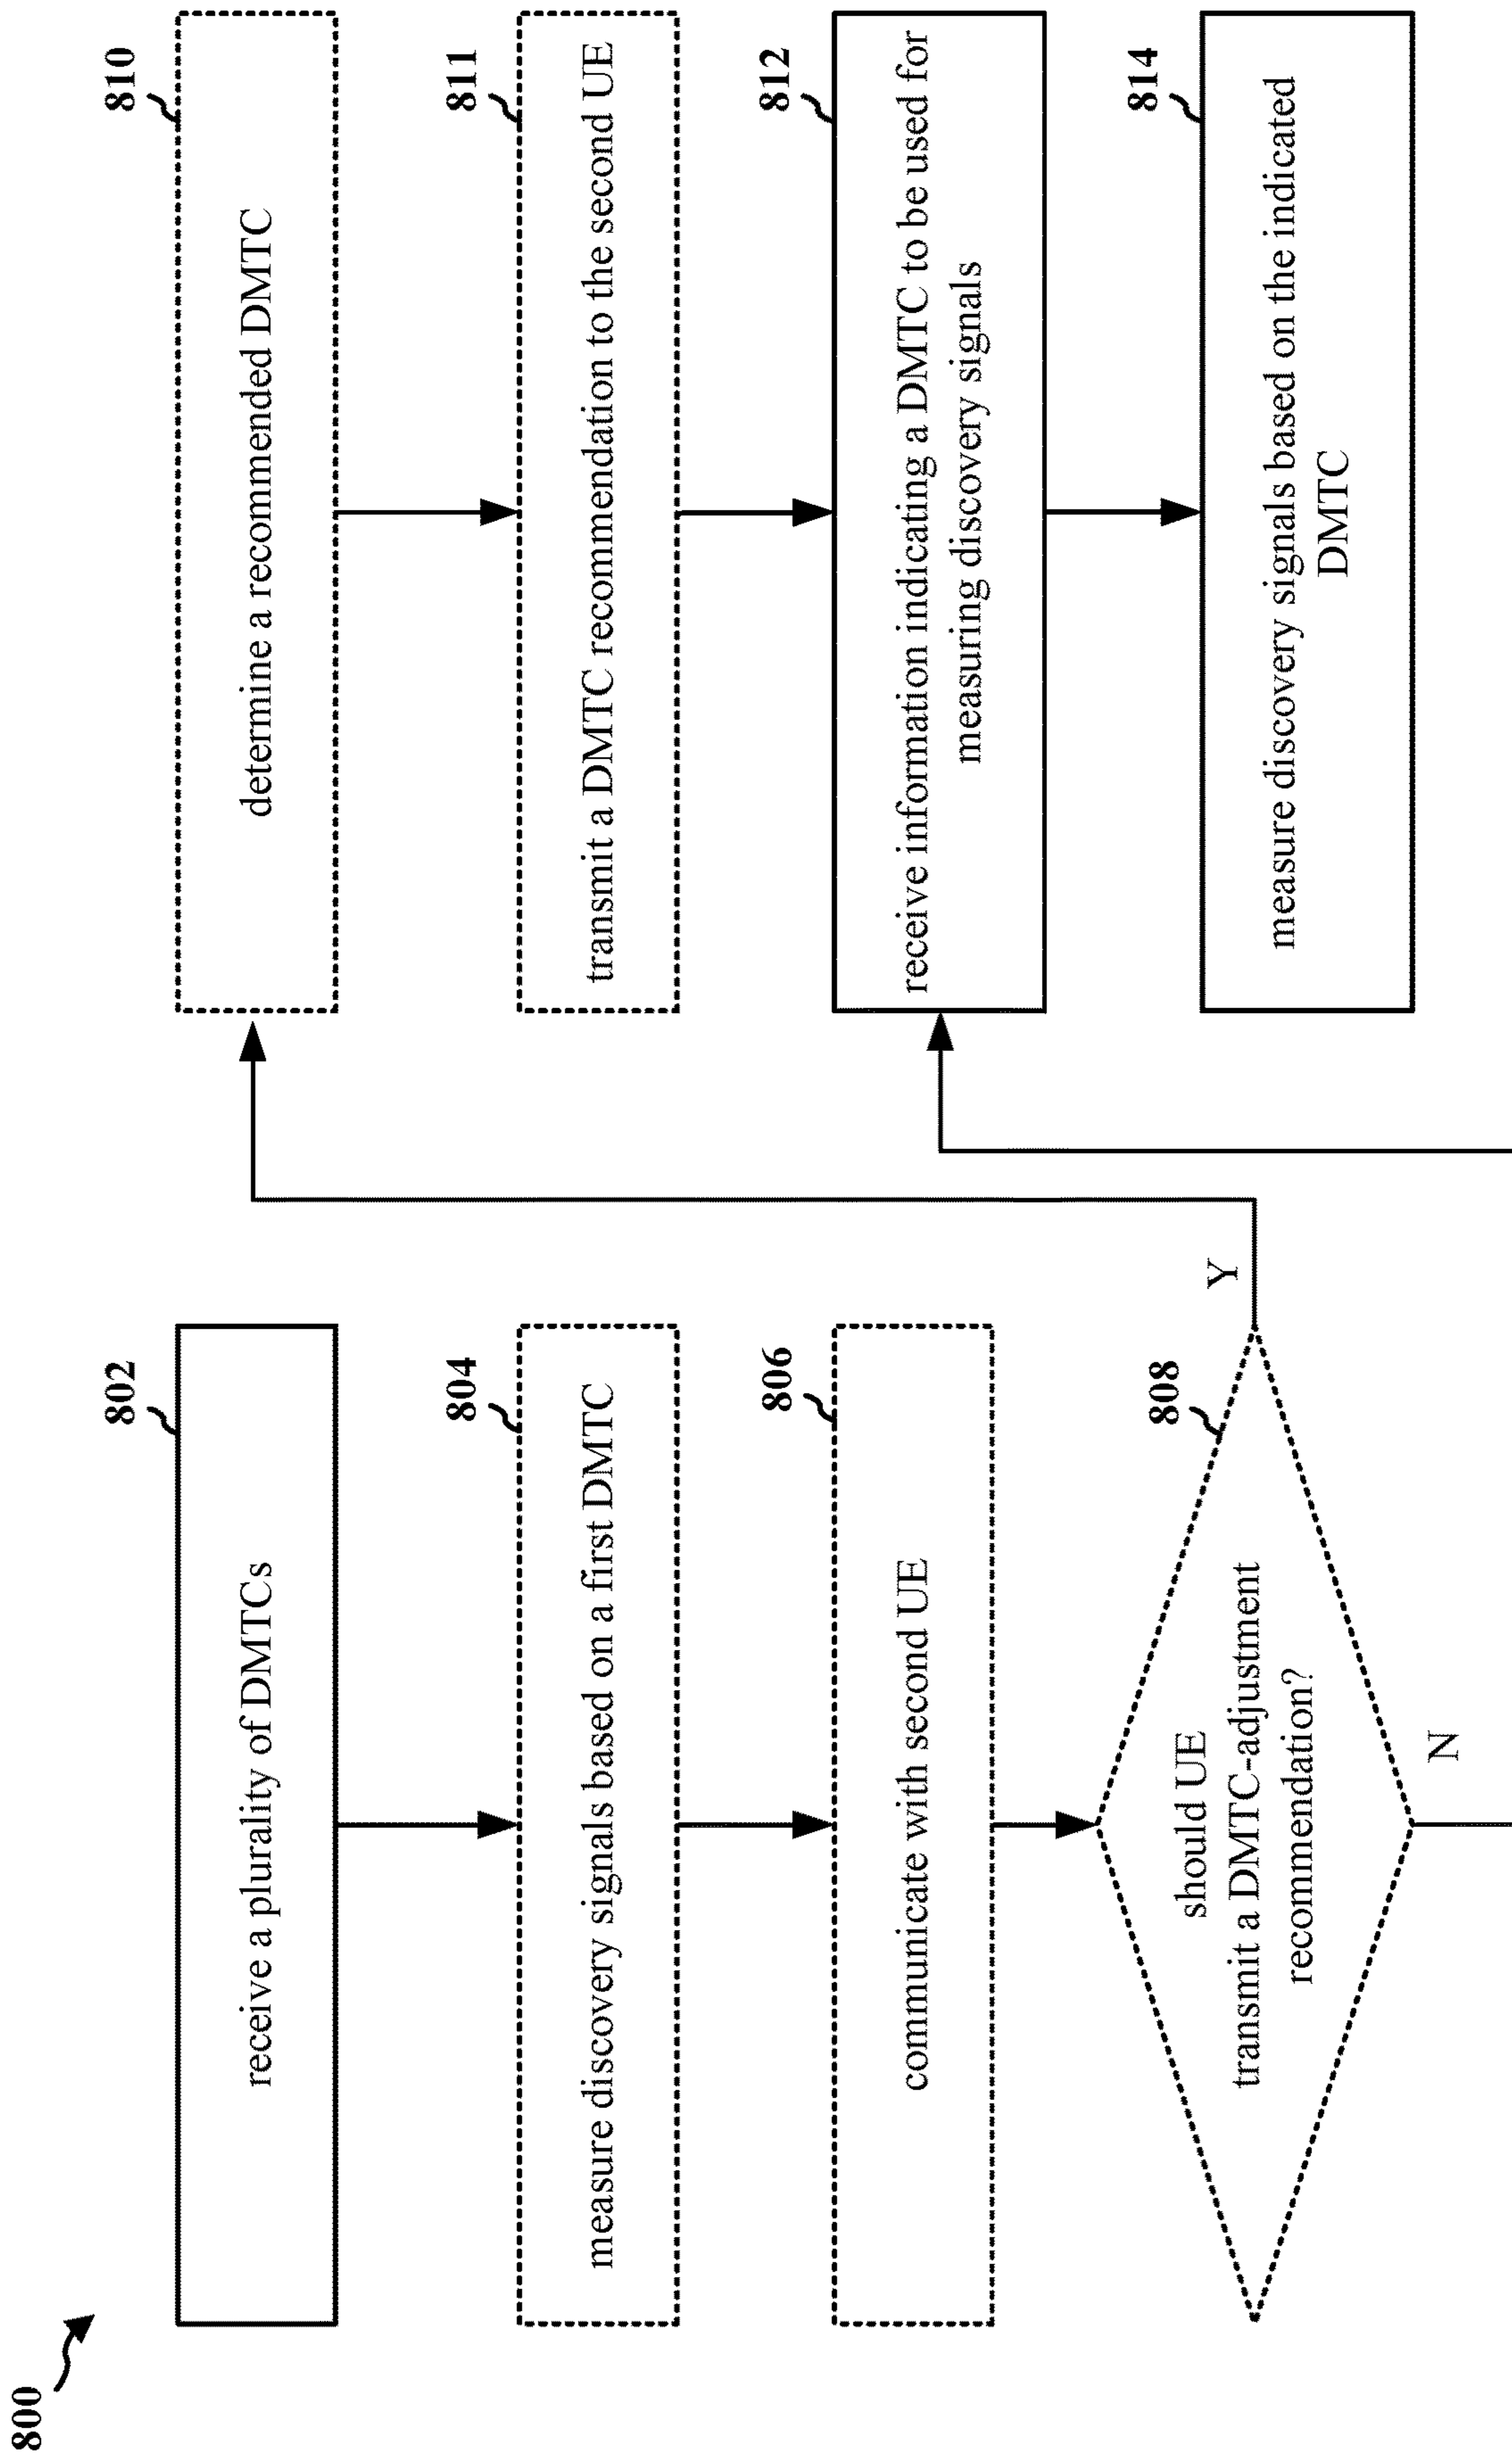 800
802
receive a plurality of DMTCs
804
measure discovery signals based on a first DMTC
806
communicate with second UE
808
should UE
transmit a DMTC-adjustment
recommendation?
Y
N
810
determine a recommended DMTC
811
transmit a DMTC recommendation to the second UE
812
receive information indicating a DMTC to be used for
measuring discovery signals
814
measure discovery signals based on the indicated
DMTC